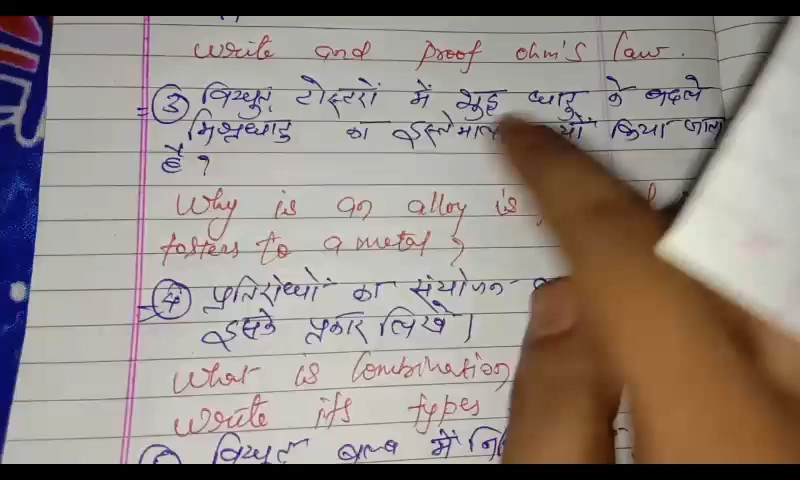 write and proof ohm's law.
③ विधुत टोस्टरों में शुद्ध धातु के बदले
मिश्रधातु का इस्तेमाल क्यों किया जाता
है ?
Why is an alloy is
tosters to a metal ?
④ प्रतिरोधों का संयोजन
इसके प्रकार लिखें।
What is Combination
write its types
विधुत बल्ब में